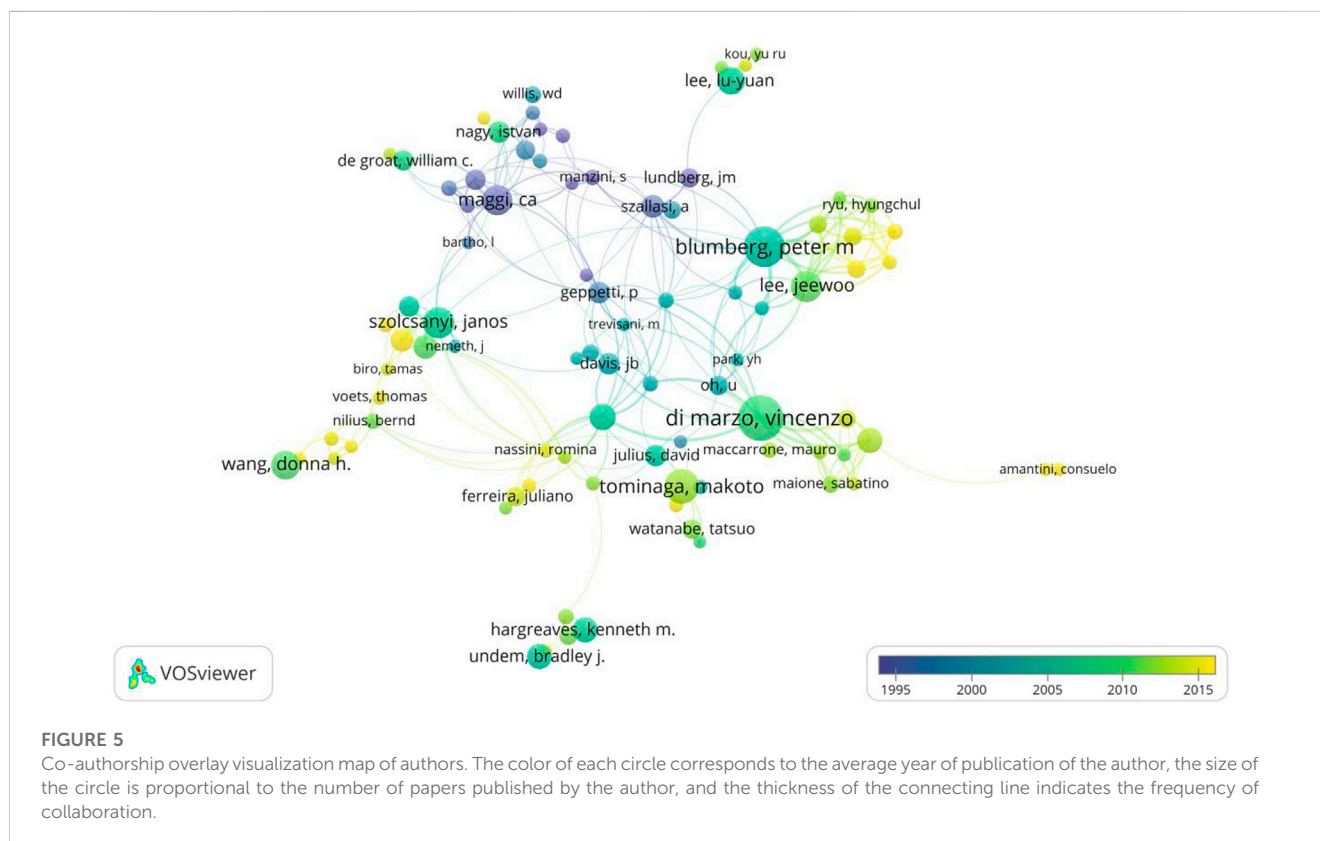 kou, yu ru
lee, lu-yuan
willis, wd
nagy, istvan
de groat, william c.
manzini, s
lundberg, jm
maggi, ca
szallasi, a
ryu, hyungchul
bartho, l
blumberg, peter m
lee, jeewoo
geppetti, p
szolcsanyi, janos
trevisani, m
nemeth, j
davis, jb
park, yh
biro, tamas
oh, u
voets, thomas
nilius, bernd
di marzo, vincenzo
nassini, romina
julius, david
maccarrone, mauro
wang, donna h.
amantini, consuelo
ferreira, juliano
tominaga, makoto
maione, sabatino
watanabe, tatsuo
hargreaves, kenneth m.
undem, bradley j.
VOSviewer
1995 2000 2005 2010 2015
FIGURE 5
Co-authorship overlay visualization map of authors. The color of each circle corresponds to the average year of publication of the author, the size of
the circle is proportional to the number of papers published by the author, and the thickness of the connecting line indicates the frequency of
collaboration.